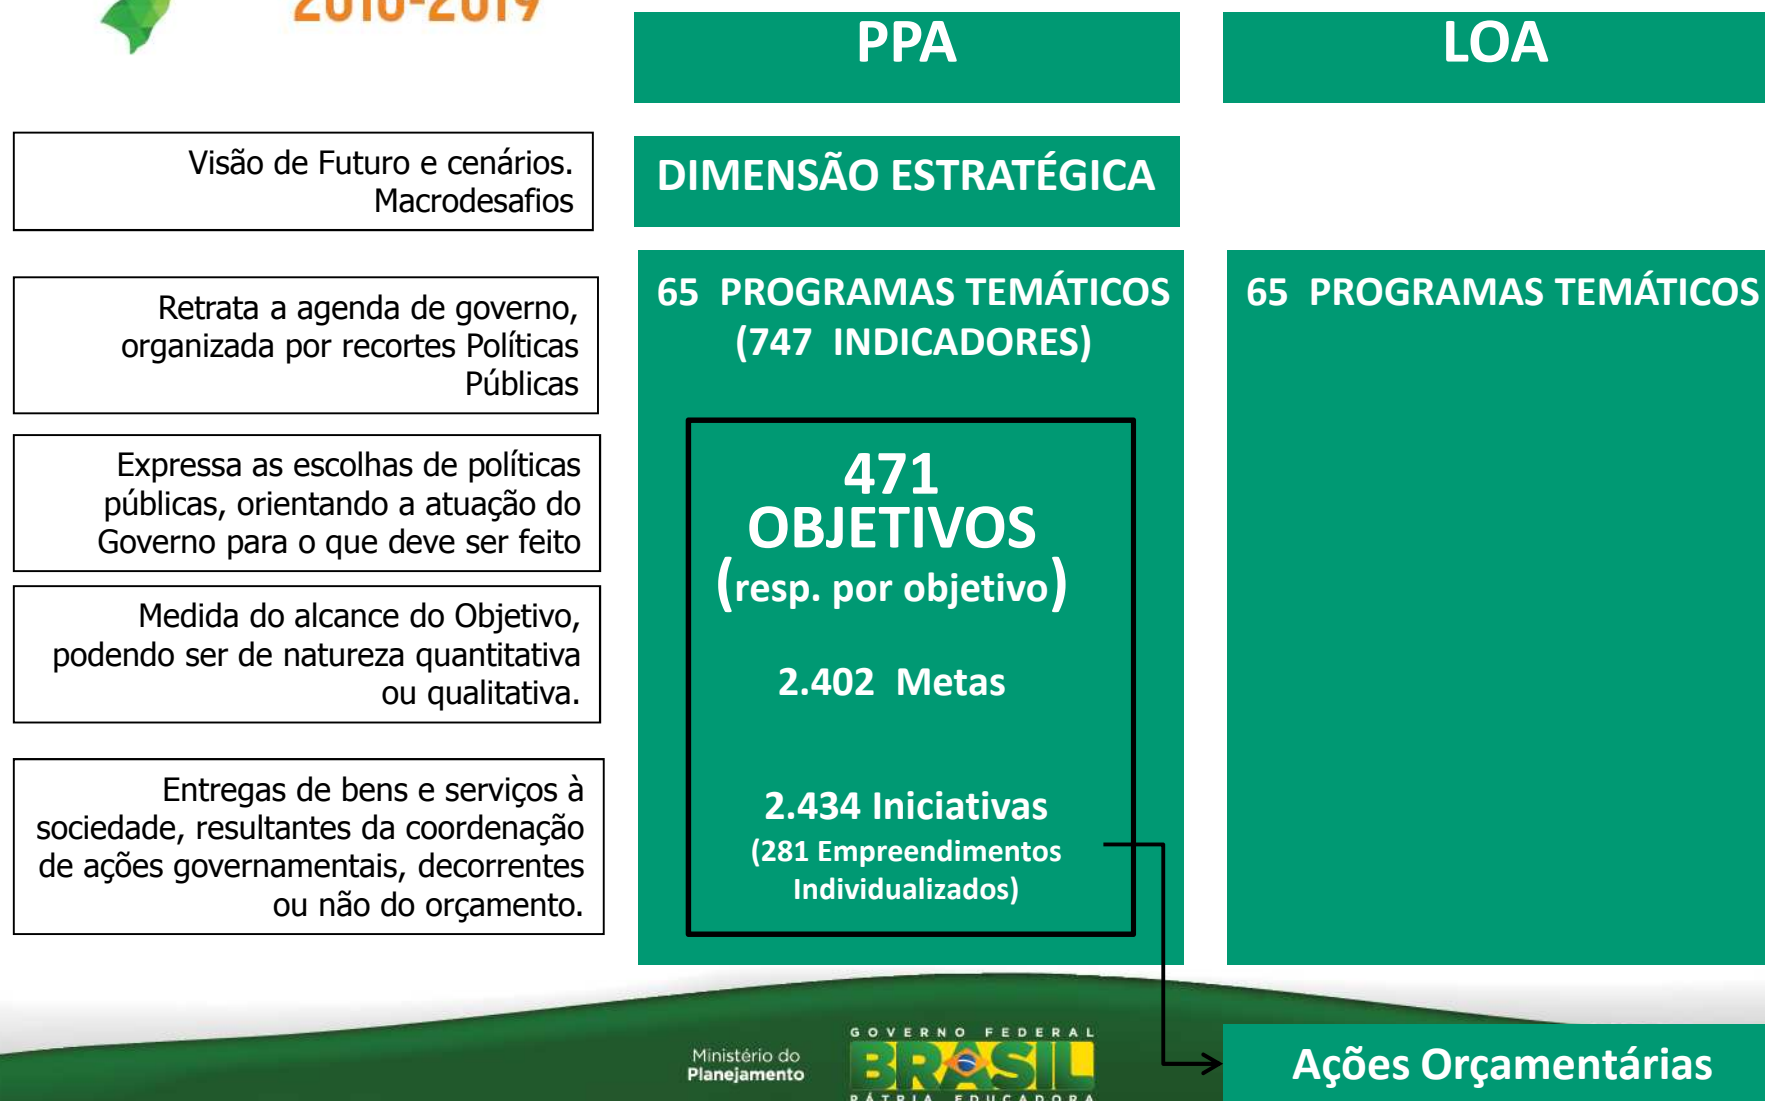 2016-2019
PPA
LOA
Visão de Futuro e cenários.
Macrodesafios
DIMENSÃO ESTRATÉGICA
Retrata a agenda de governo,
organizada por recortes Políticas
Públicas
65 PROGRAMAS TEMÁTICOS
(747 INDICADORES)
65 PROGRAMAS TEMÁTICOS
Expressa as escolhas de políticas
públicas, orientando a atuação do
Governo para o que deve ser feito
471
OBJETIVOS
(resp. por objetivo)
Medida do alcance do Objetivo,
podendo ser de natureza quantitativa
ou qualitativa.
2.402 Metas
Entregas de bens e serviços à
sociedade, resultantes da coordenação
de ações governamentais, decorrentes
ou não do orçamento.
2.434 Iniciativas
(281 Empreendimentos
Individualizados)
Ministério do
Planejamento
GOVERNO FEDERAL
BRASIL
PÁTRIA EDUCADORA
Ações Orçamentárias